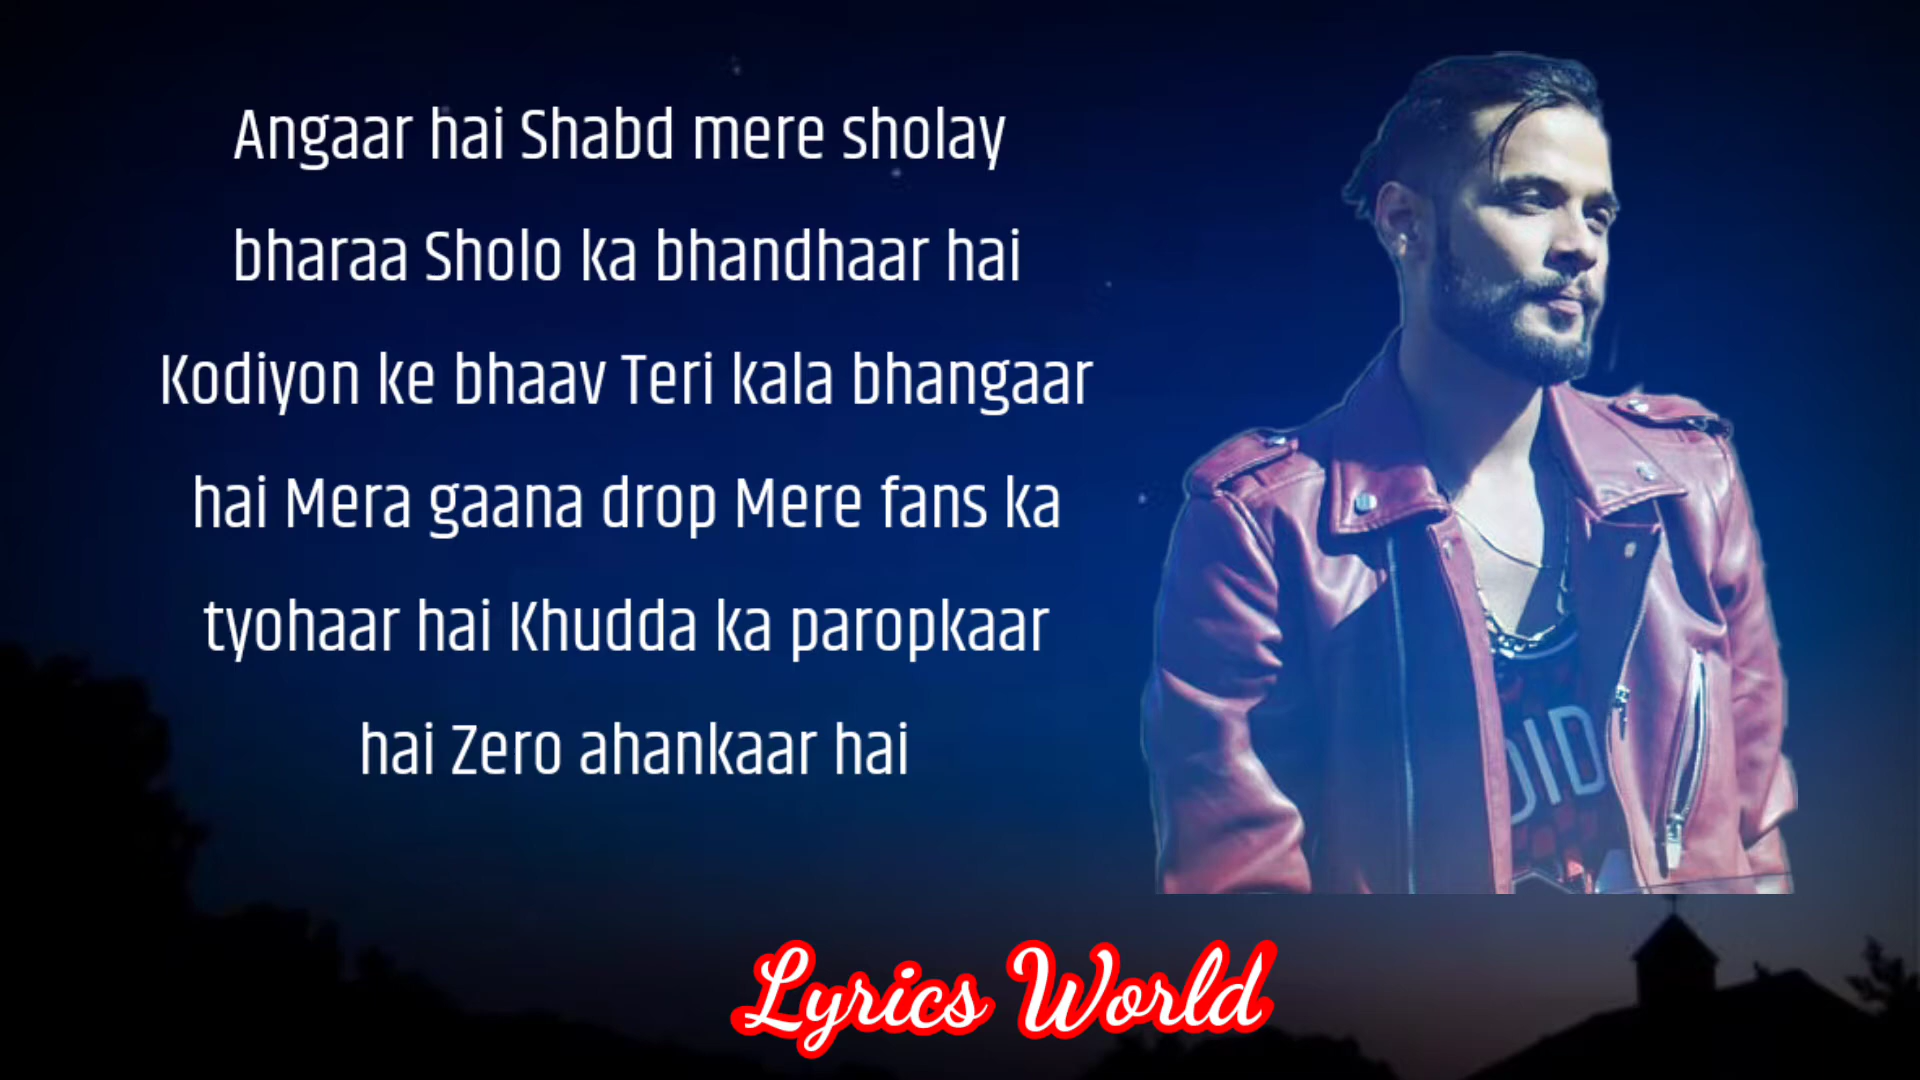 Angaar hai Shabd mere sholay
bharaa Sholo ka bhandhaar hai
Kodiyon ke bhaav Teri kala bhangaar
hai Mera gaana drop Mere fans ka
tyohaar hai Khudda ka paropkaar
hai Zero ahankaar hai
DID
Lyrics World